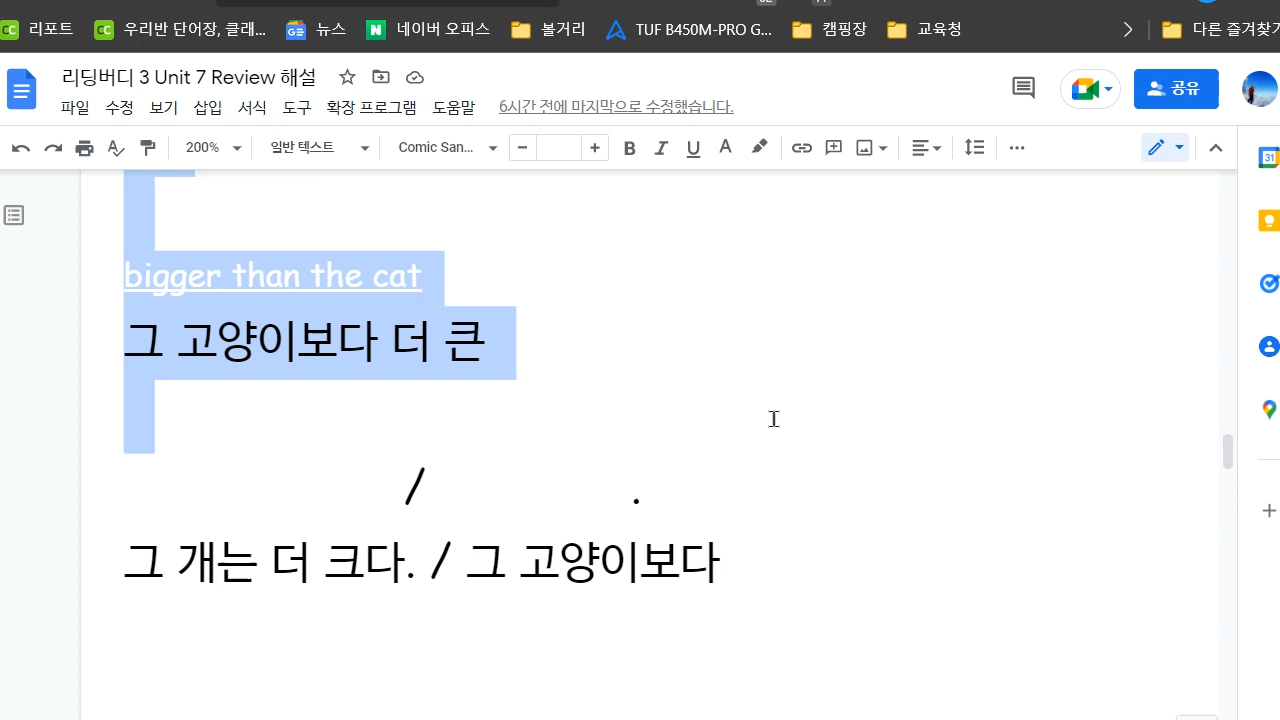 리포트 우리반 단어장, 클래... 뉴스 네이버 오피스 볼거리 TUF B450M-PRO G... 캠핑장 교육청 다른 즐겨찾기
리딩버디 3 Unit 7 Review 해설
파일 수정 보기 삽입 서식 도구 확장 프로그램 도움말 6시간 전에 마지막으로 수정했습니다.
공유
200% 일반 텍스트 Comic San... − + B I U A
bigger than the cat
그 고양이보다 더 큰
/ .
그 개는 더 크다. / 그 고양이보다